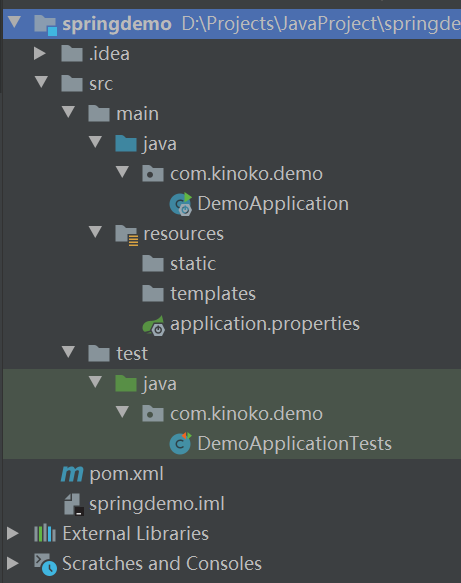 springdemo D:\Projects\JavaProject\springde
.idea
src
main
java
com.kinoko.demo
DemoApplication
resources
static
templates
application.properties
test
java
com.kinoko.demo
DemoApplicationTests
pom.xml
springdemo.iml
External Libraries
Scratches and Consoles